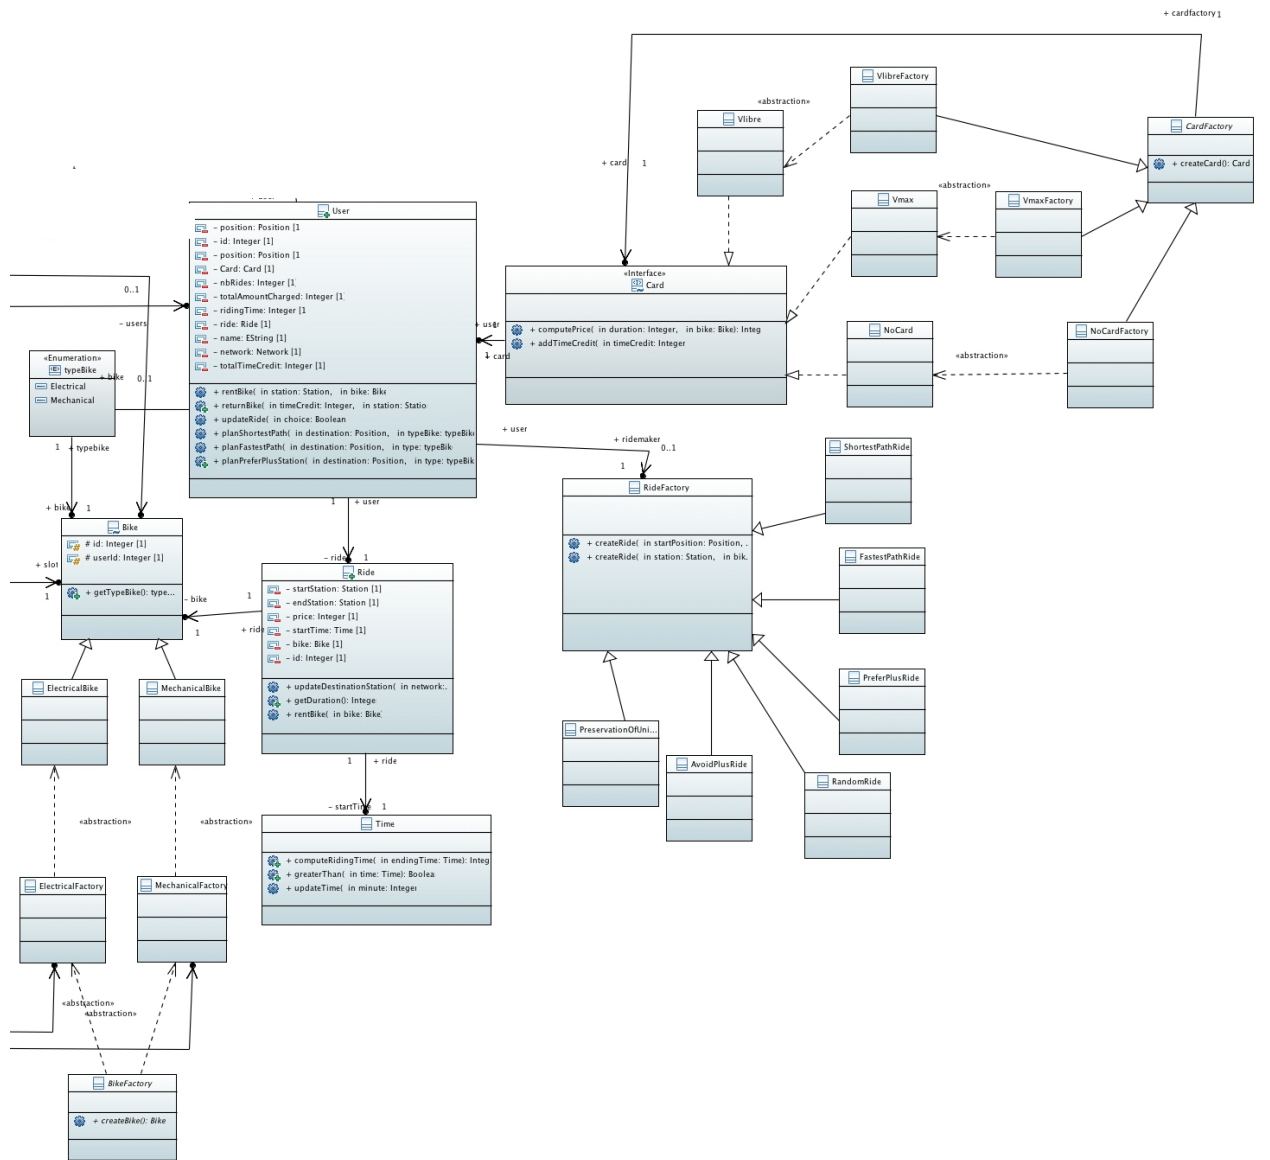 + cardfactory 1
VlibreFactory
«abstraction»
Vlibre
CardFactory
+ createCard(): Card
+ card 1
«abstraction»
Vmax
VmaxFactory
User
– position: Position [1
– id: Integer [1]
– position: Position [1
– Card: Card [1]
– nbRides: Integer [1]
– totalAmountCharged: Integer [1
– ridingTime: Integer [1
– ride: Ride [1]
– name: EString [1]
– network: Network [1]
– totalTimeCredit: Integer [1]
+ rentBike( in station: Station, in bike: Bike
+ returnBike( in timeCredit: Integer, in station: Statio
+ updateRide( in choice: Boolean
+ planShortestPath( in destination: Position, in typeBike: typeBike
+ planFastestPath( in destination: Position, in type: typeBik
+ planPreferPlusStation( in destination: Position, in type: typeBik
«Interface»
Card
+ computePrice( in duration: Integer, in bike: Bike): Integ
+ addTimeCredit( in timeCredit: Integer
+ user
1
+ card
NoCard
«abstraction»
NoCardFactory
0..1
– users
«Enumeration»
typeBike
Electrical
Mechanical
+ bike
0..1
1 + typebike
+ user
+ ridemaker
0..1
1
ShortestPathRide
RideFactory
+ createRide( in startPosition: Position, .
+ createRide( in station: Station, in bik.
FastestPathRide
PreferPlusRide
PreservationOfUni...
AvoidPlusRide
RandomRide
+ bike 1
Bike
# id: Integer [1]
# userId: Integer [1]
+ getTypeBike(): type...
+ slot
1
1 + user
– ride 1
Ride
– startStation: Station [1]
– endStation: Station [1]
– price: Integer [1]
– startTime: Time [1]
– bike: Bike [1]
– id: Integer [1]
+ updateDestinationStation( in network:.
+ getDuration(): Intege
+ rentBike( in bike: Bike
– bike
1
1
+ ride
ElectricalBike
MechanicalBike
1 + ride
– startTime 1
Time
+ computeRidingTime( in endingTime: Time): Integ
+ greaterThan( in time: Time): Boolea
+ updateTime( in minute: Integer
«abstraction»
«abstraction»
ElectricalFactory
MechanicalFactory
«abstraction»
«abstraction»
BikeFactory
+ createBike(): Bike